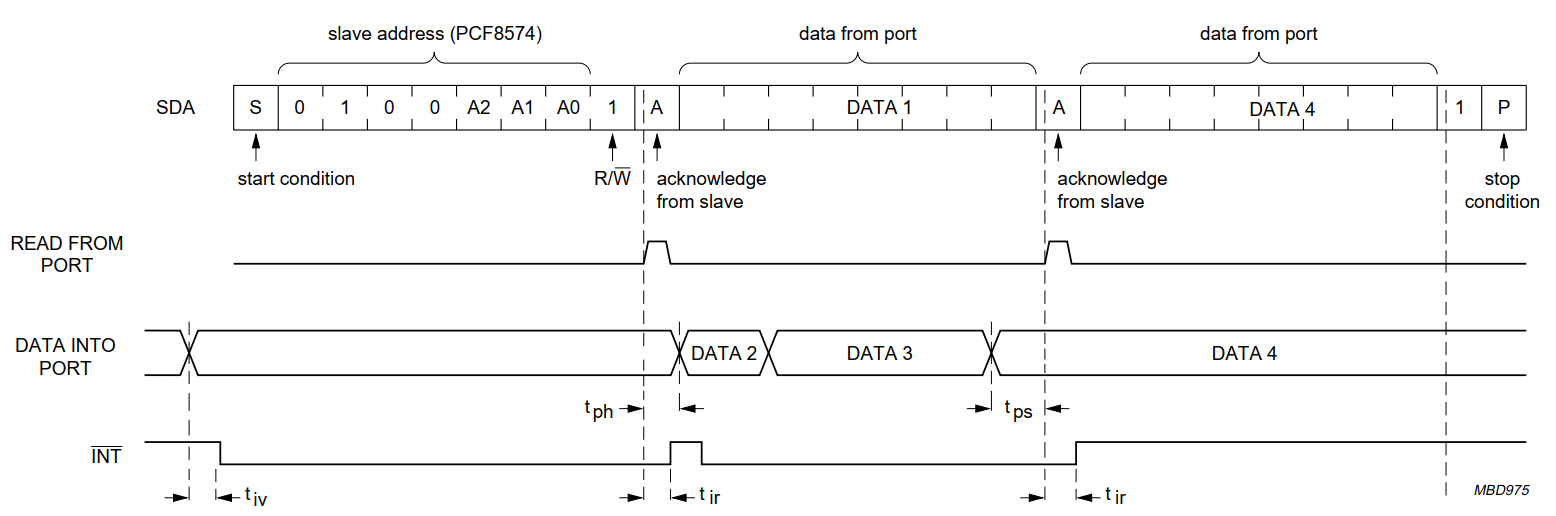 slave address (PCF8574)
data from port
data from port
SDA
S 0 1 0 0 A2 A1 A0 1 A DATA 1 A DATA 4 1 P
start condition
R/W̅
acknowledge
from slave
acknowledge
from slave
stop
condition
READ FROM
PORT
DATA INTO
PORT
DATA 2
DATA 3
DATA 4
tph
tps
I̅N̅T̅
tiv
tir
tir
MBD975